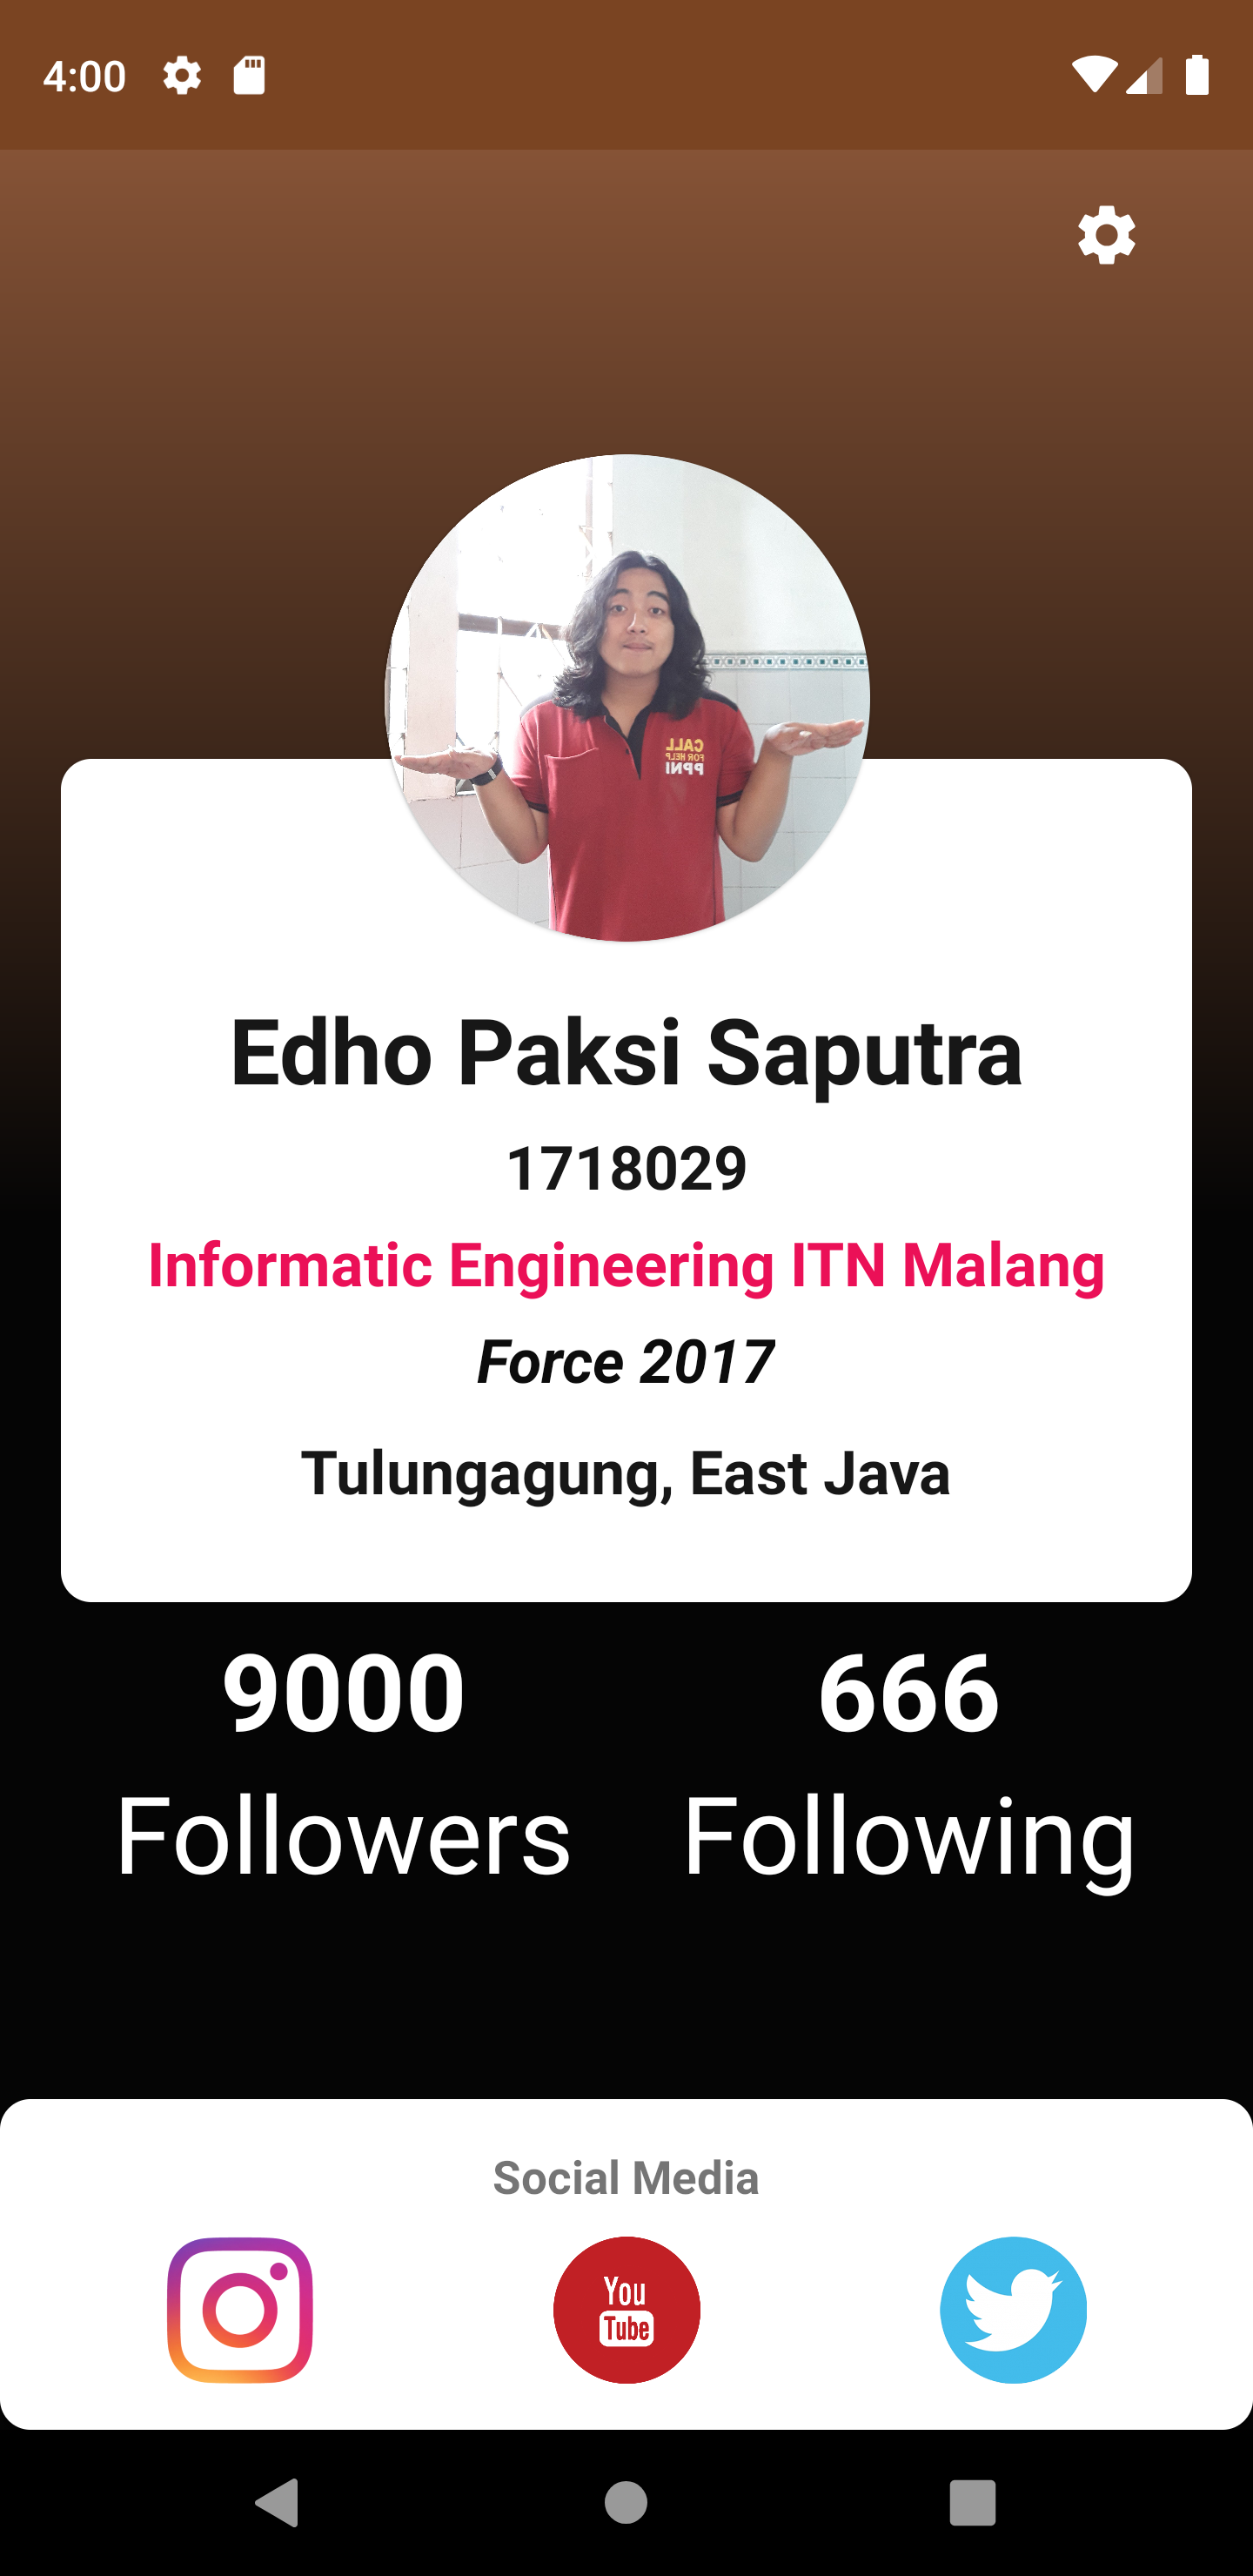 4:00
CALL
FOR HELP
PPNI
Edho Paksi Saputra
1718029
Informatic Engineering ITN Malang
Force 2017
Tulungagung, East Java
9000
666
Followers
Following
Social Media
You
Tube